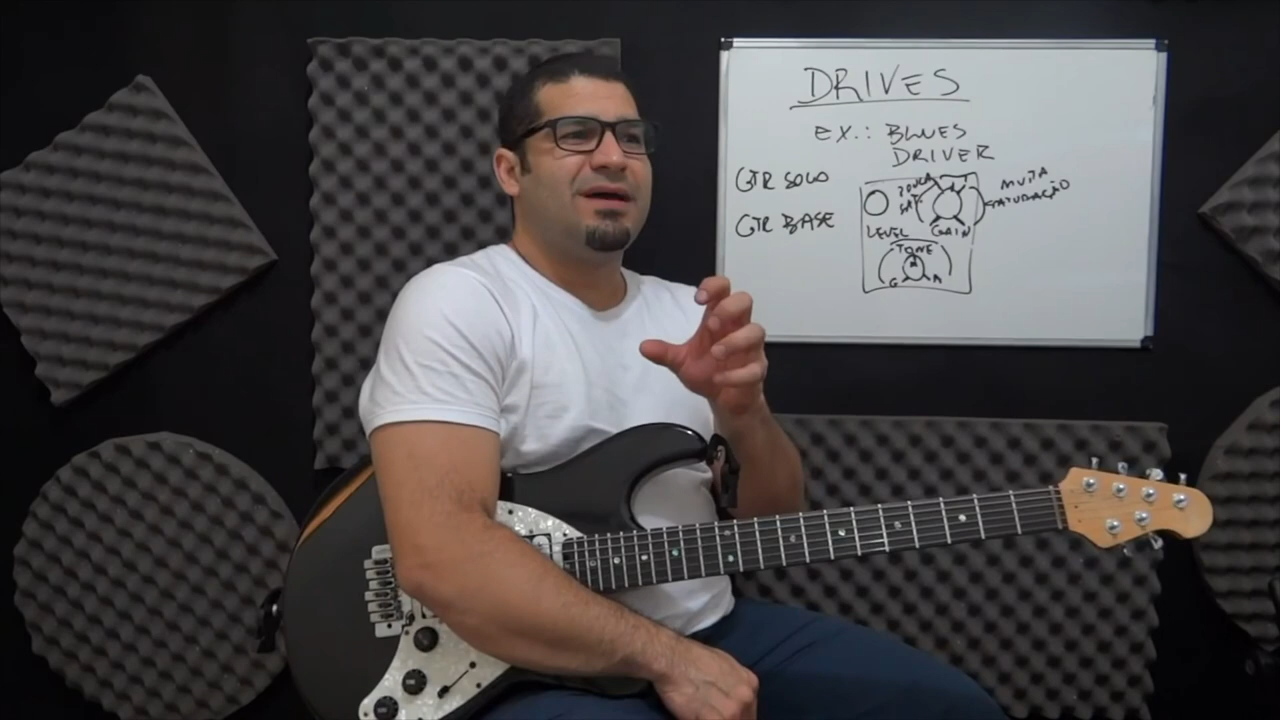 DRIVES
EX.: BLUES
DRIVER
GTR SOLO
GTR BASE
POUCA
SAT.
MUITA
SATURAÇÃO
LEVEL GAIN
TONE
G A